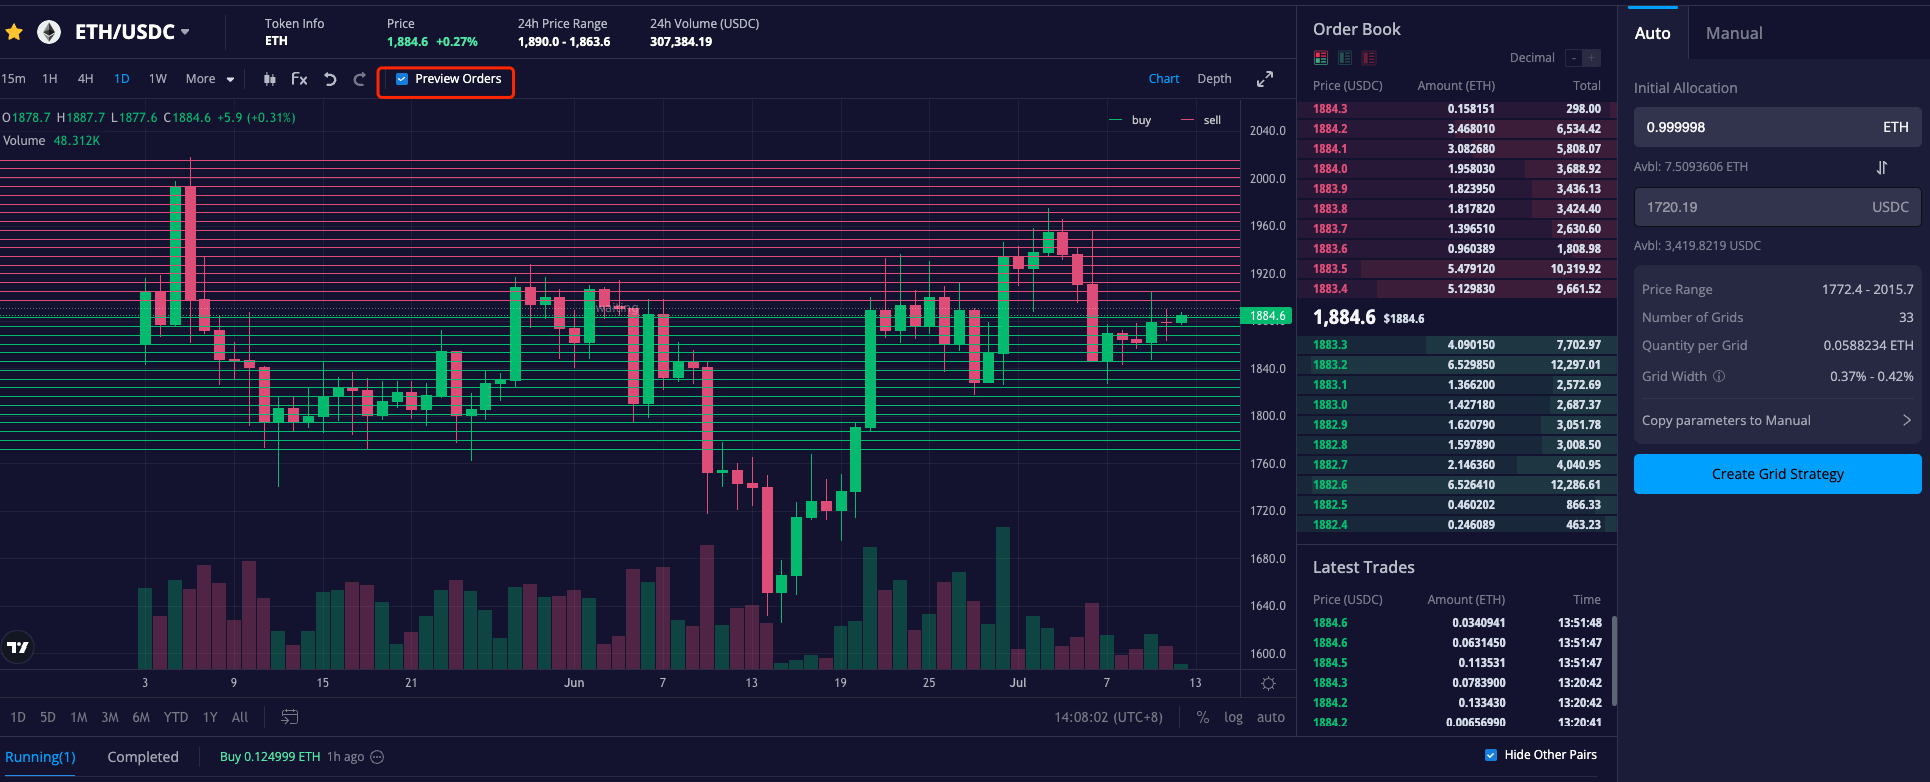 ETH/USDC
Token Info
ETH
Price
1,884.6 +0.27%
24h Price Range
1,890.0 - 1,863.6
24h Volume (USDC)
307,384.19
15m 1H 4H 1D 1W More Fx Preview Orders Chart Depth
O1878.7 H1887.7 L1877.6 C1884.6 +5.9 (+0.31%)
Volume 48.312K
buy sell
waiting
2040.0
2000.0
1960.0
1920.0
1884.6
1840.0
1800.0
1760.0
1720.0
1680.0
1640.0
1600.0
3 9 15 21 Jun 7 13 19 25 Jul 7 13
1D 5D 1M 3M 6M YTD 1Y All 14:08:02 (UTC+8) % log auto
Running(1) Completed Buy 0.124999 ETH 1h ago Hide Other Pairs
Order Book
Decimal - +
Price (USDC) Amount (ETH) Total
1884.3 0.158151 298.00
1884.2 3.468010 6,534.42
1884.1 3.082680 5,808.07
1884.0 1.958030 3,688.92
1883.9 1.823950 3,436.13
1883.8 1.817820 3,424.40
1883.7 1.396510 2,630.60
1883.6 0.960389 1,808.98
1883.5 5.479120 10,319.92
1883.4 5.129830 9,661.52
1,884.6 $1884.6
1883.3 4.090150 7,702.97
1883.2 6.529850 12,297.01
1883.1 1.366200 2,572.69
1883.0 1.427180 2,687.37
1882.9 1.620790 3,051.78
1882.8 1.597890 3,008.50
1882.7 2.146360 4,040.95
1882.6 6.526410 12,286.61
1882.5 0.460202 866.33
1882.4 0.246089 463.23
Latest Trades
Price (USDC) Amount (ETH) Time
1884.6 0.0340941 13:51:48
1884.6 0.0631450 13:51:47
1884.5 0.113531 13:51:47
1884.3 0.0783900 13:20:42
1884.2 0.133430 13:20:42
1884.2 0.00656990 13:20:41
Auto Manual
Initial Allocation
0.999998 ETH
Avbl: 7.5093606 ETH
1720.19 USDC
Avbl: 3,419.8219 USDC
Price Range 1772.4 - 2015.7
Number of Grids 33
Quantity per Grid 0.0588234 ETH
Grid Width 0.37% - 0.42%
Copy parameters to Manual
Create Grid Strategy